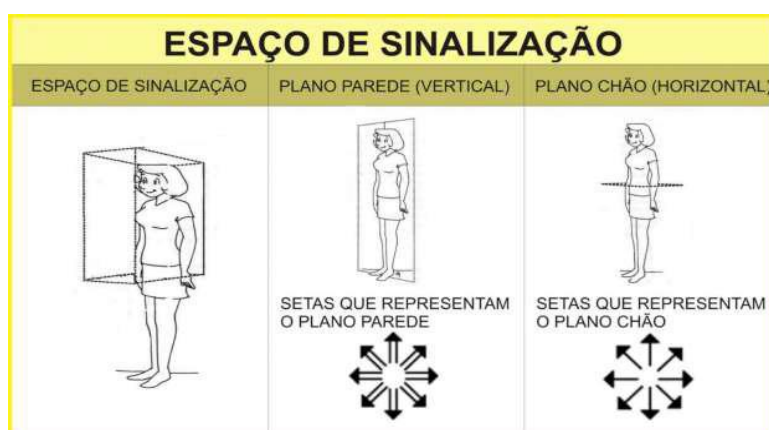 ESPAÇO DE SINALIZAÇÃO
ESPAÇO DE SINALIZAÇÃO
PLANO PAREDE (VERTICAL)
PLANO CHÃO (HORIZONTAL)
SETAS QUE REPRESENTAM
O PLANO PAREDE
SETAS QUE REPRESENTAM
O PLANO CHÃO